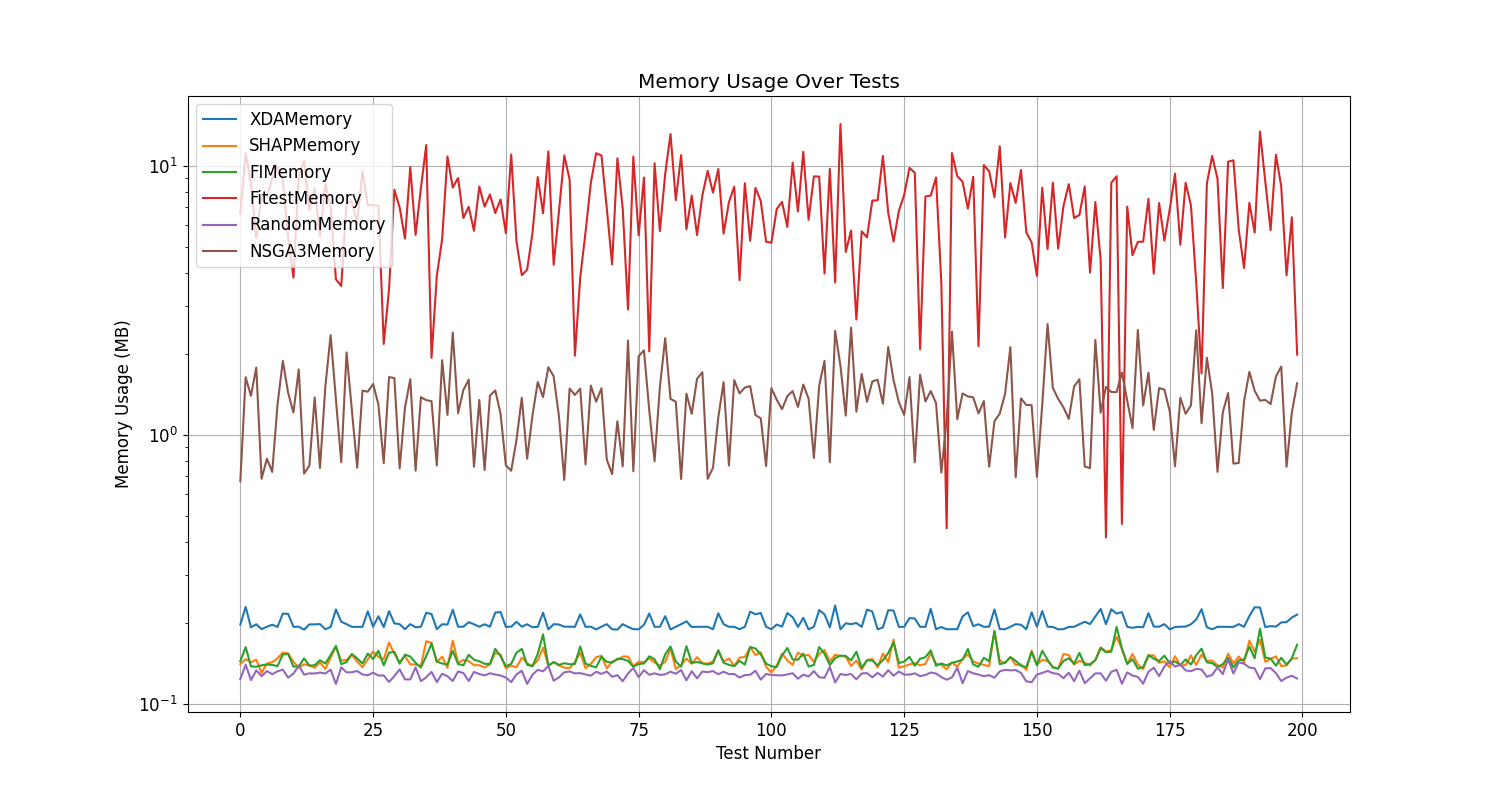 Memory Usage Over Tests
XDAMemory
SHAPMemory
FIMemory
FitestMemory
RandomMemory
NSGA3Memory
Memory Usage (MB)
10¹
10⁰
10⁻¹
0 25 50 75 100 125 150 175 200
Test Number